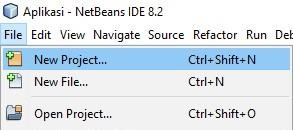 Aplikasi - NetBeans IDE 8.2
File Edit View Navigate Source Refactor Run Deb
New Project... Ctrl+Shift+N
New File... Ctrl+N
Open Project... Ctrl+Shift+O